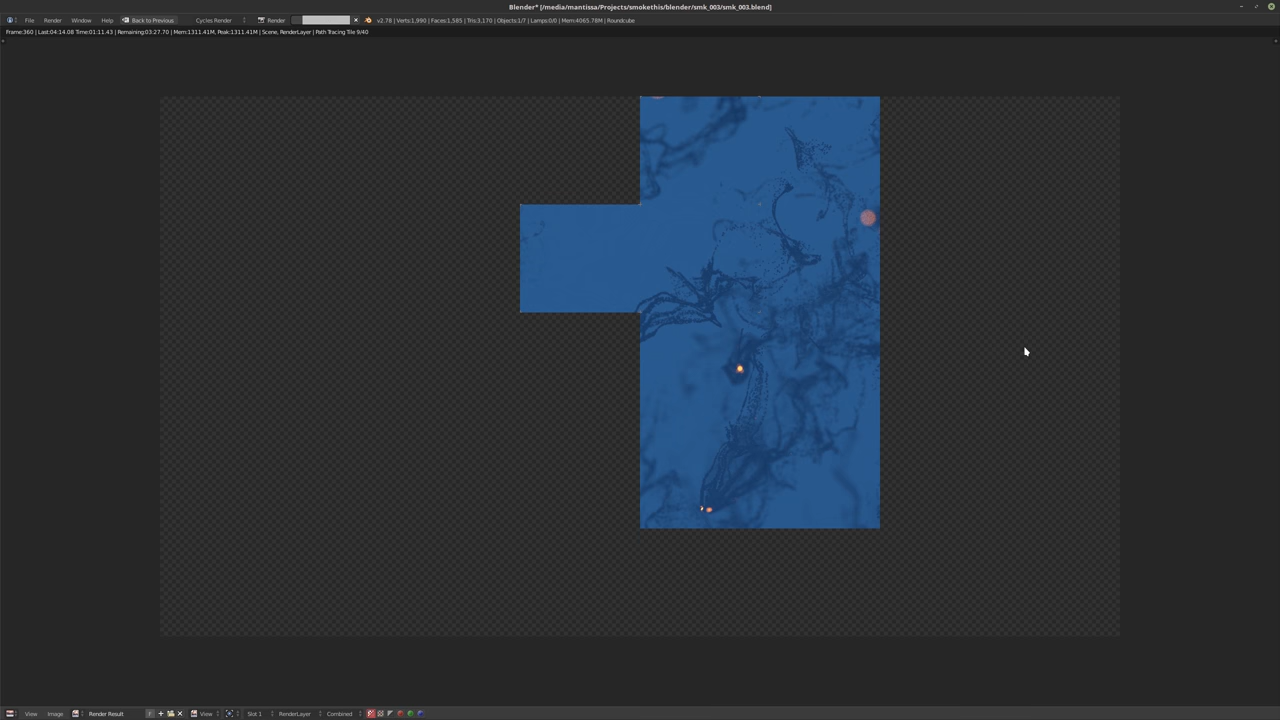 Blender* [/media/mantissa/Projects/smokethis/blender/smk_003/smk_003.blend]
File Render Window Help Back to Previous Cycles Render Render v2.78 | Verts:1,990 | Faces:1,585 | Tris:3,170 | Objects:1/7 | Lamps:0/0 | Mem:4065.78M | Roundcube
Frame:360 | Last:04:14.08 Time:01:11.43 | Remaining:03:27.70 | Mem:1311.41M, Peak:1311.41M | Scene, RenderLayer | Path Tracing Tile 9/40
View Image Render Result F View Slot 1 RenderLayer Combined